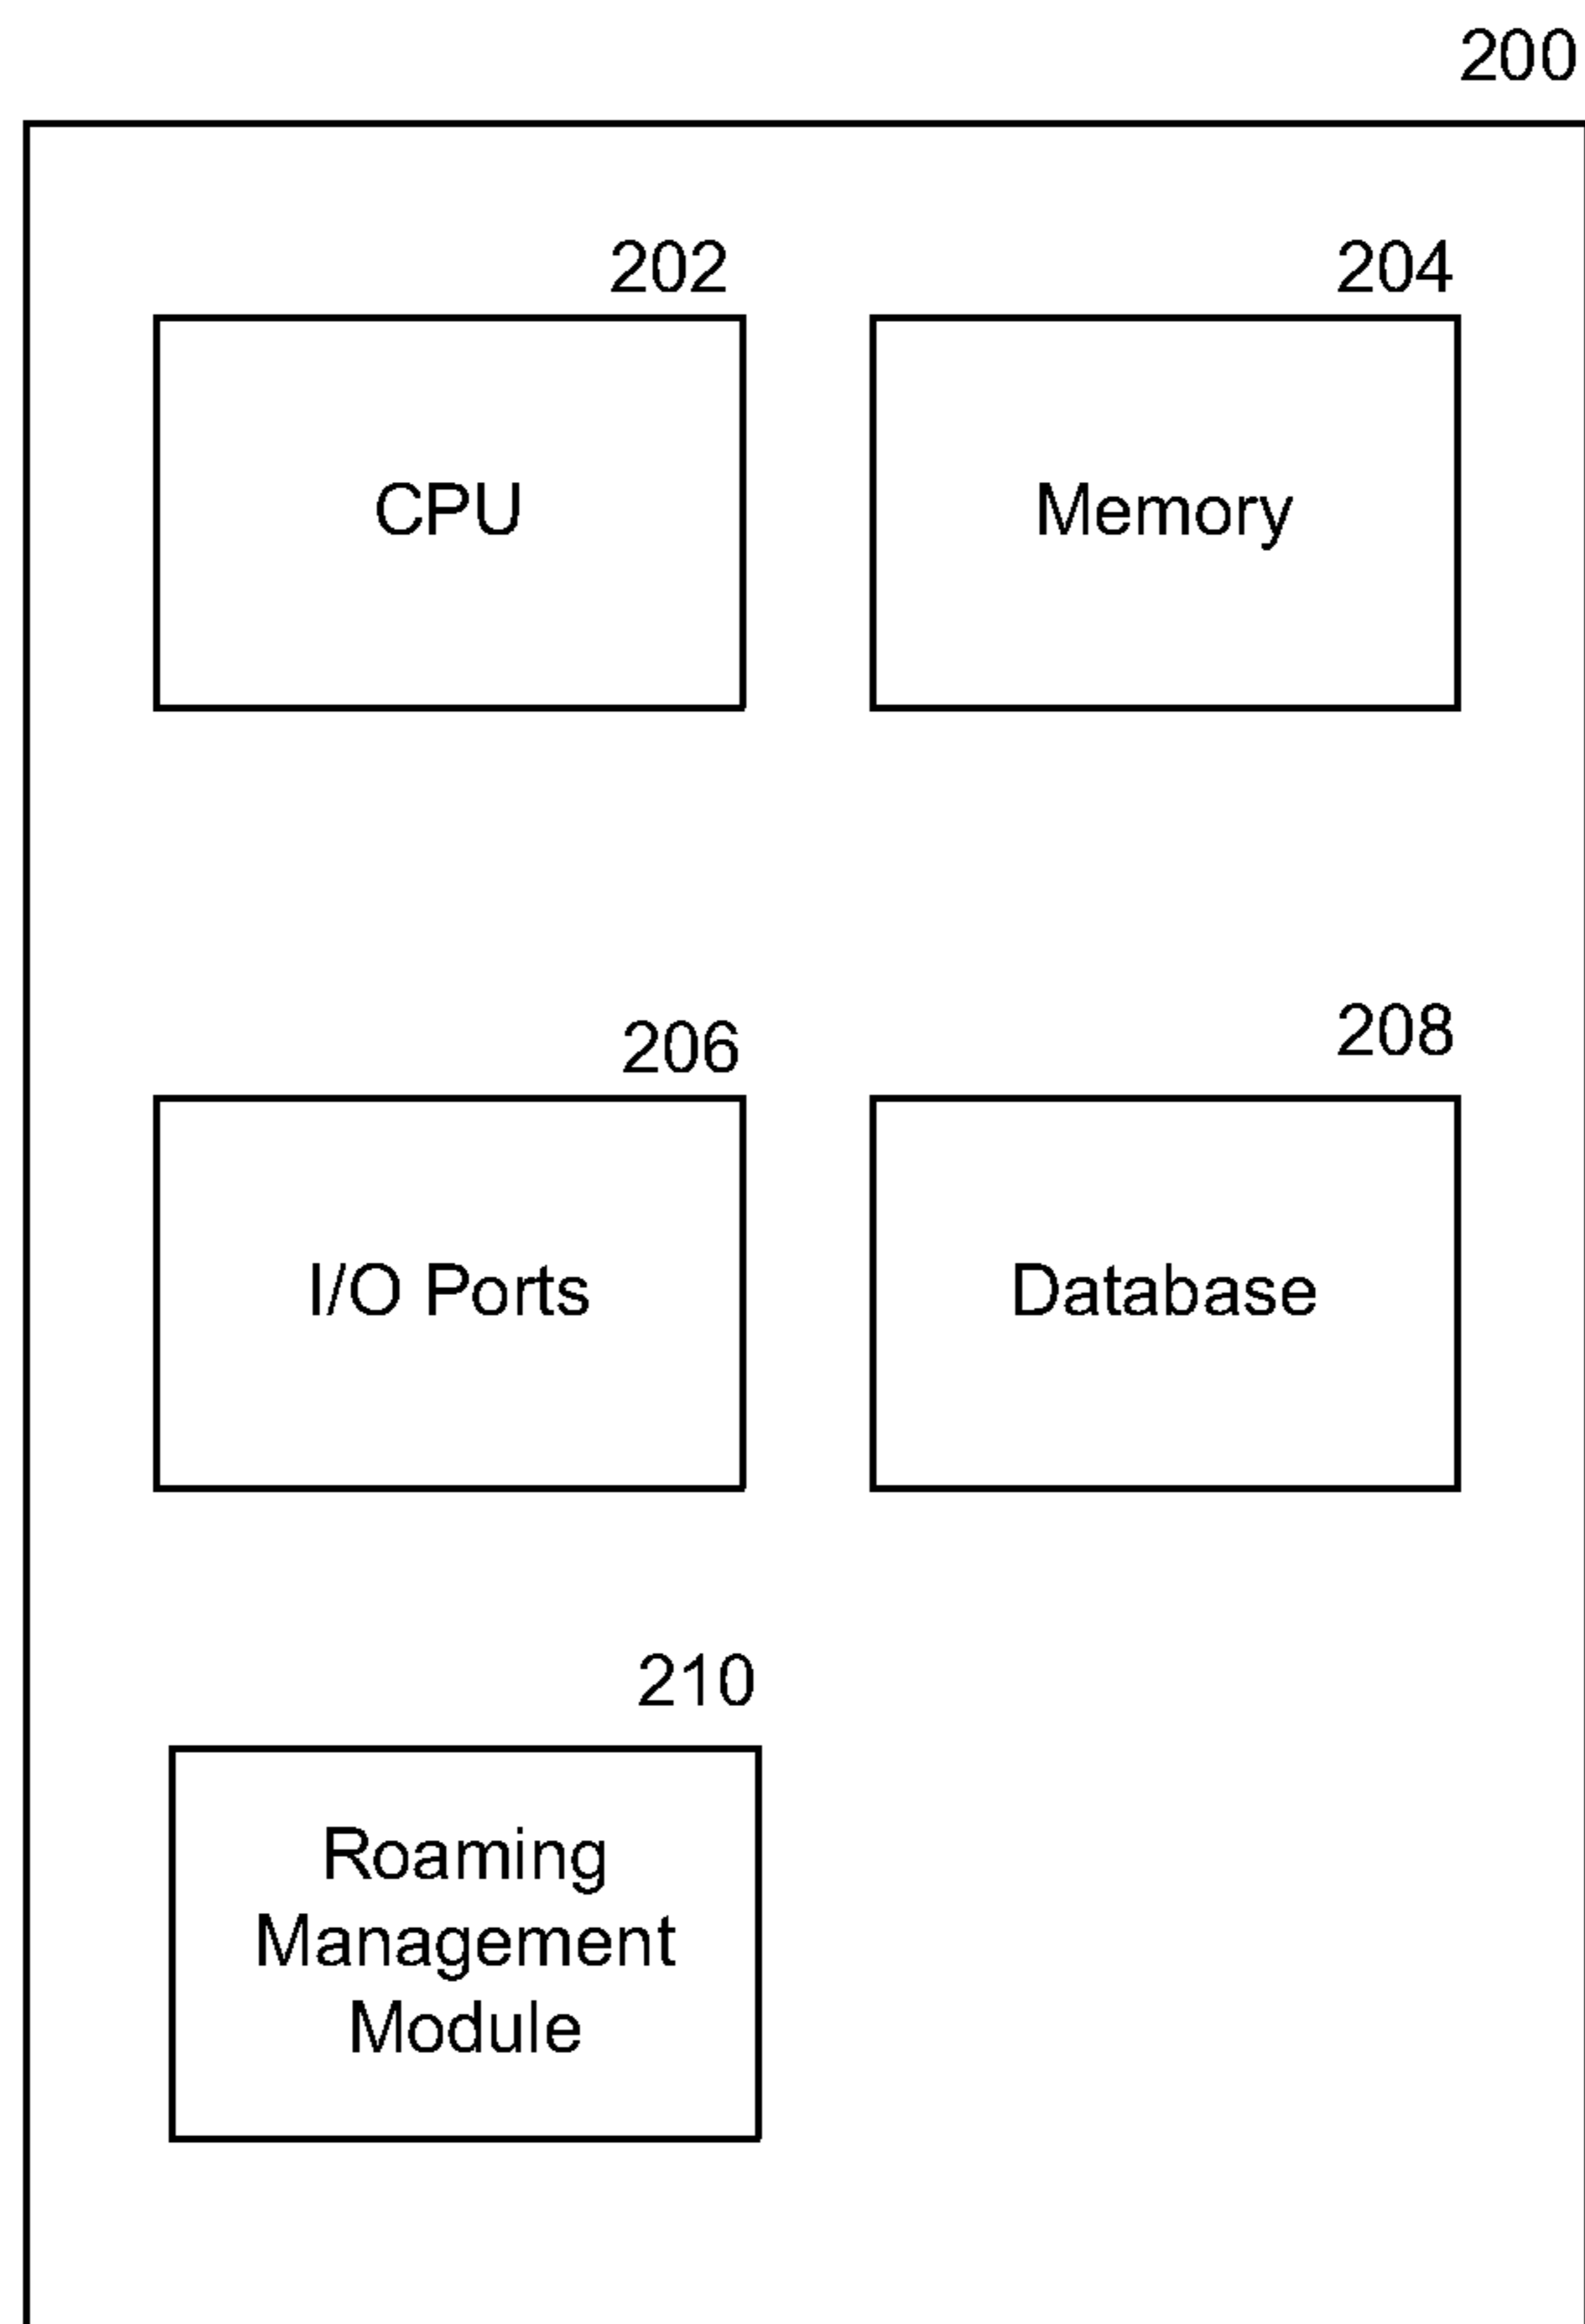 200
202
204
CPU
Memory
206
208
I/O Ports
Database
210
Roaming
Management
Module